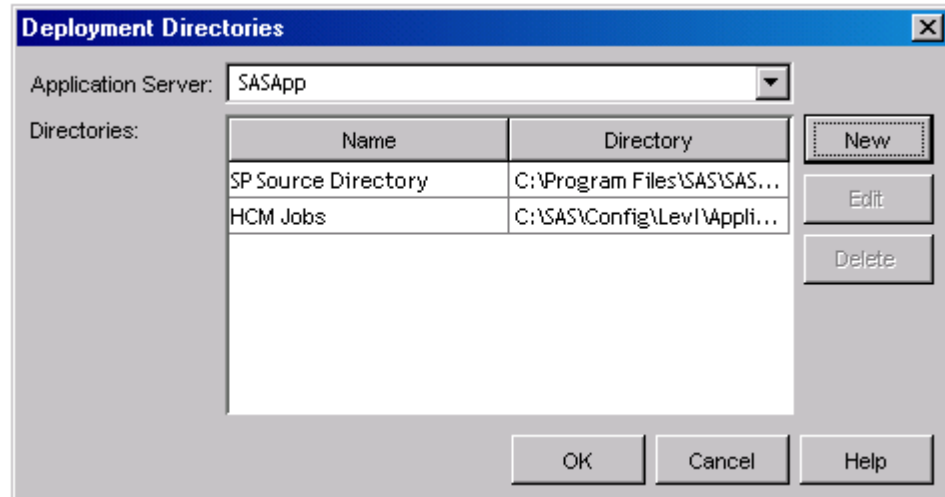 Deployment Directories
Application Server: SASApp
Directories:
Name Directory New
SP Source Directory C:\Program Files\SAS\SAS...
Edit
HCM Jobs C:\SAS\Config\Lev1\Appli...
Delete
OK Cancel Help